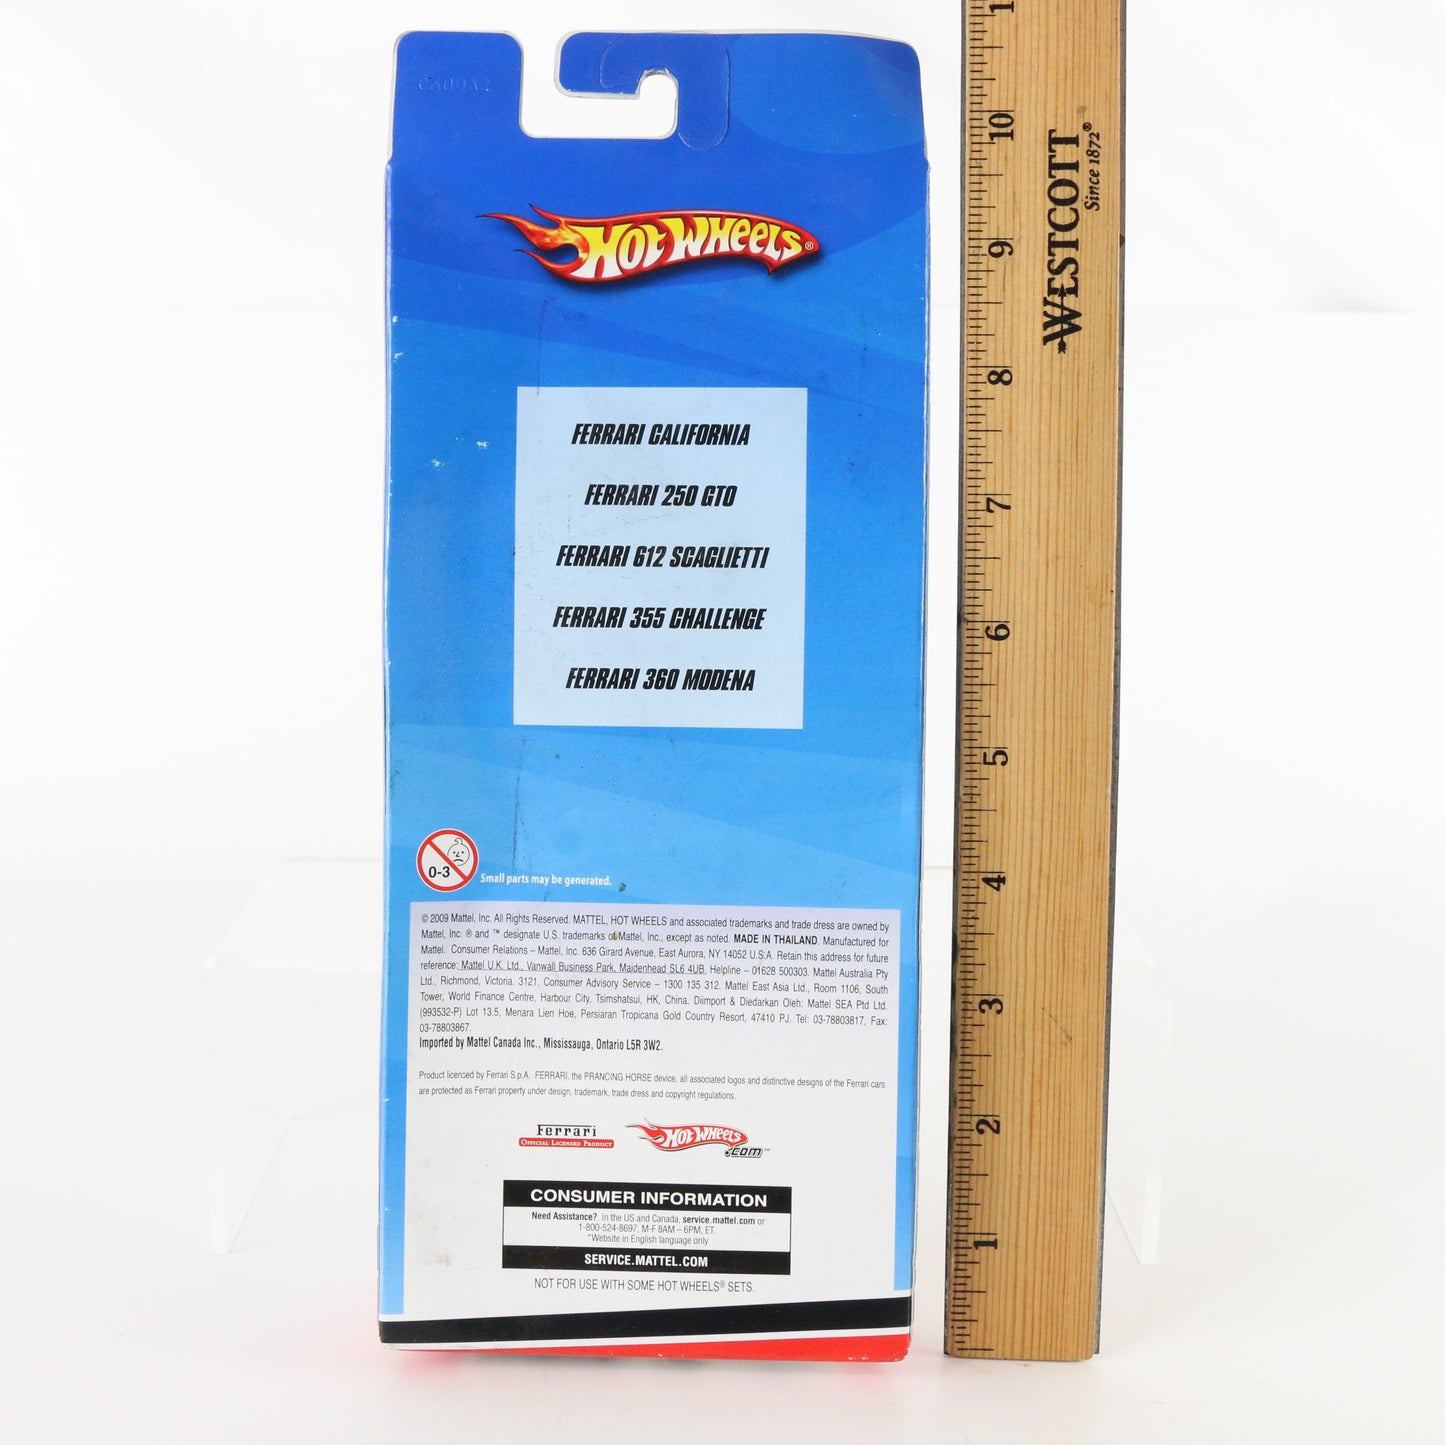 HOT WHEELS®
FERRARI CALIFORNIA
FERRARI 250 GTO
FERRARI 612 SCAGLIETTI
FERRARI 355 CHALLENGE
FERRARI 360 MODENA
0-3
Small parts may be generated.
© 2009 Mattel, Inc. All Rights Reserved. MATTEL, HOT WHEELS and associated trademarks and trade dress are owned by
Mattel, Inc. ® and ™ designate U.S. trademarks of Mattel, Inc., except as noted. MADE IN THAILAND. Manufactured for
Mattel. Consumer Relations – Mattel, Inc. 636 Girard Avenue, East Aurora, NY 14052 U.S.A. Retain this address for future
reference: Mattel U.K. Ltd., Vanwall Business Park, Maidenhead SL6 4UB. Helpline – 01628 500303. Mattel Australia Pty
Ltd., Richmond, Victoria. 3121. Consumer Advisory Service – 1300 135 312. Mattel East Asia Ltd., Room 1106, South
Tower, World Finance Centre, Harbour City, Tsimshatsui, HK, China. Diimport & Diedarkan Oleh: Mattel SEA Ptd Ltd.
(993532-P) Lot 13.5, Menara Lien Hoe, Persiaran Tropicana Gold Country Resort, 47410 PJ. Tel: 03-78803817, Fax:
03-78803867.
Imported by Mattel Canada Inc., Mississauga, Ontario L5R 3W2.
Product licensed by Ferrari S.p.A. FERRARI, the PRANCING HORSE device, all associated logos and distinctive designs of the Ferrari cars
are protected as Ferrari property under design, trademark, trade dress and copyright regulations.
Ferrari
OFFICIAL LICENSED PRODUCT
HOT WHEELS
.COM™
CONSUMER INFORMATION
Need Assistance? In the US and Canada, service.mattel.com or
1-800-524-8697, M-F 8AM – 6PM, ET.
*Website in English language only
SERVICE.MATTEL.COM
NOT FOR USE WITH SOME HOT WHEELS® SETS.
WESTCOTT®
Since 1872
10
9
8
7
6
5
4
3
2
1